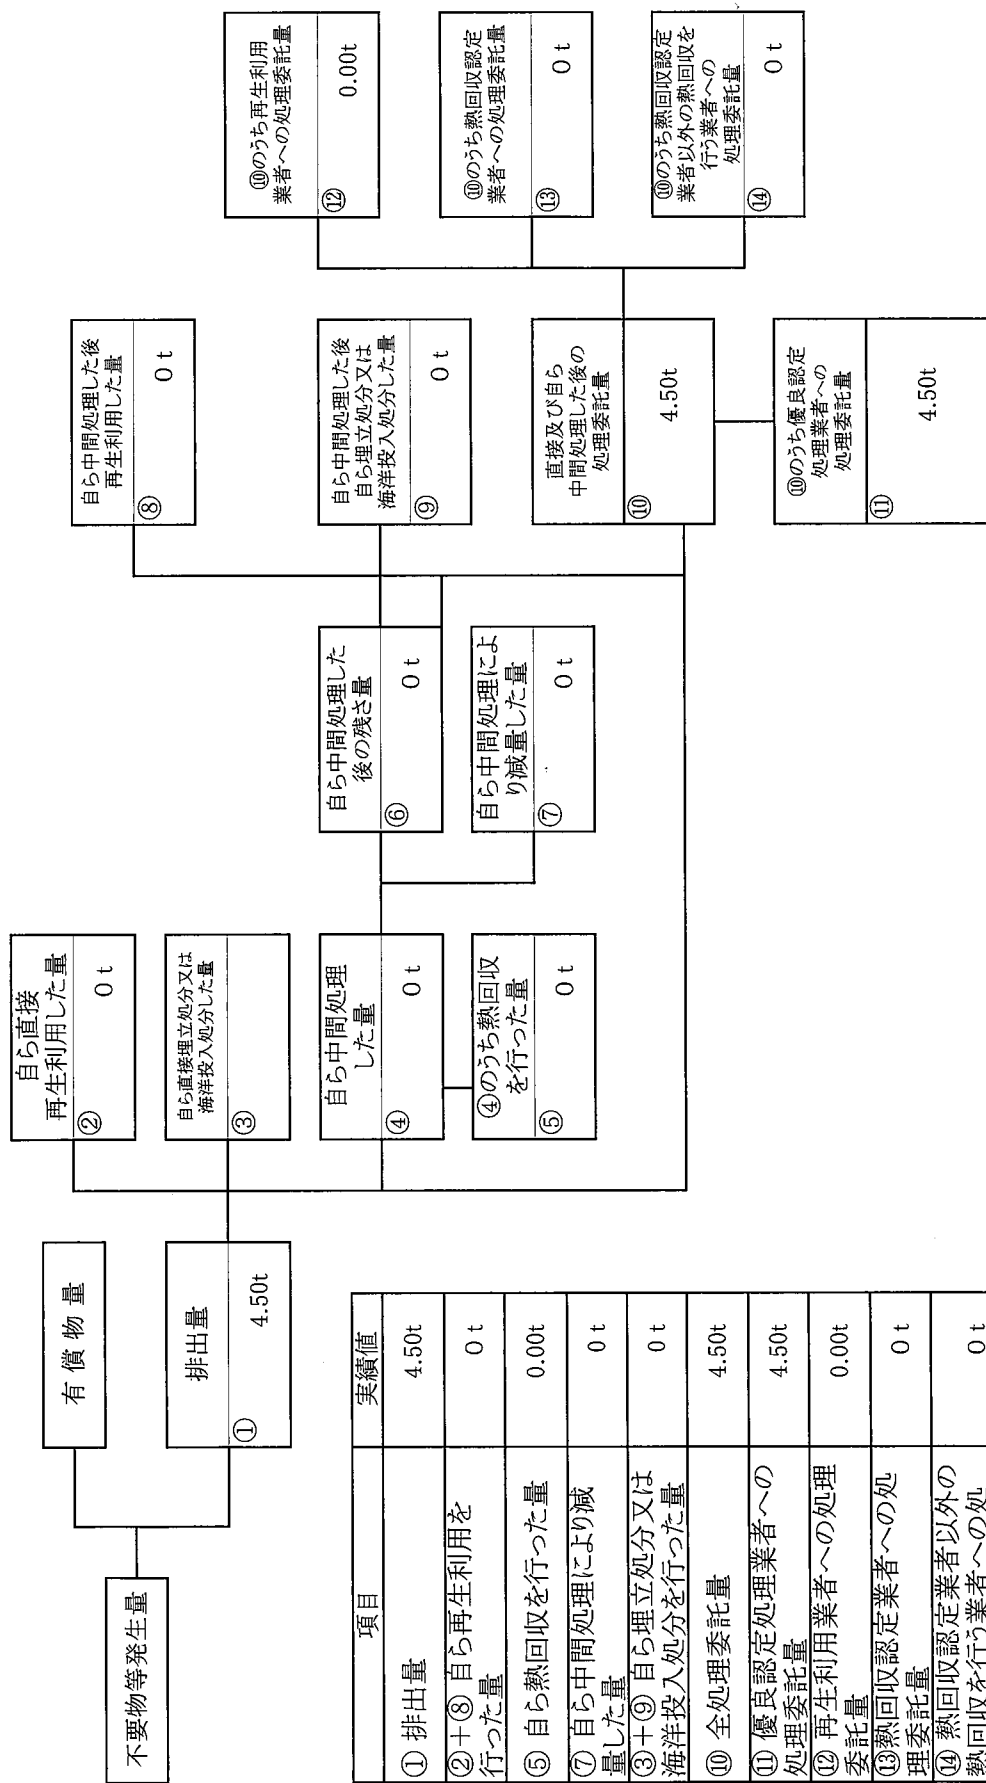 不要物等発生量
有償物量
排出量
①
4.50t
自ら直接
再生利用した量
②
0 t
自ら直接埋立処分又は
海洋投入処分した量
③
自ら中間処理
した量
④
0 t
④のうち熱回収
を行った量
⑤
0 t
自ら中間処理した
後の残さ量
⑥
0 t
自ら中間処理によ
り減量した量
⑦
0 t
自ら中間処理した後
再生利用した量
⑧
0 t
自ら中間処理した後
自ら埋立処分又は
海洋投入処分した量
⑨
0 t
直接及び自ら
中間処理した後の
処理委託量
⑩
4.50t
⑩のうち優良認定
処理業者への
処理委託量
⑪
4.50t
⑩のうち再生利用
業者への処理委託量
⑫
0.00t
⑩のうち熱回収認定
業者への処理委託量
⑬
0 t
⑩のうち熱回収認定
業者以外の熱回収を
行う業者への
処理委託量
⑭
0 t
項目 実績値
① 排出量 4.50t
②+⑧ 自ら再生利用を
行った量 0 t
⑤ 自ら熱回収を行った量 0.00t
⑦ 自ら中間処理により減
量した量 0 t
③+⑨ 自ら埋立処分又は
海洋投入処分を行った量 0 t
⑩ 全処理委託量 4.50t
⑪ 優良認定処理業者への
処理委託量 4.50t
⑫ 再生利用業者への処理
委託量 0.00t
⑬熱回収認定業者への処
理委託量 0 t
⑭ 熱回収認定業者以外の
熱回収を行う業者への処 0 t